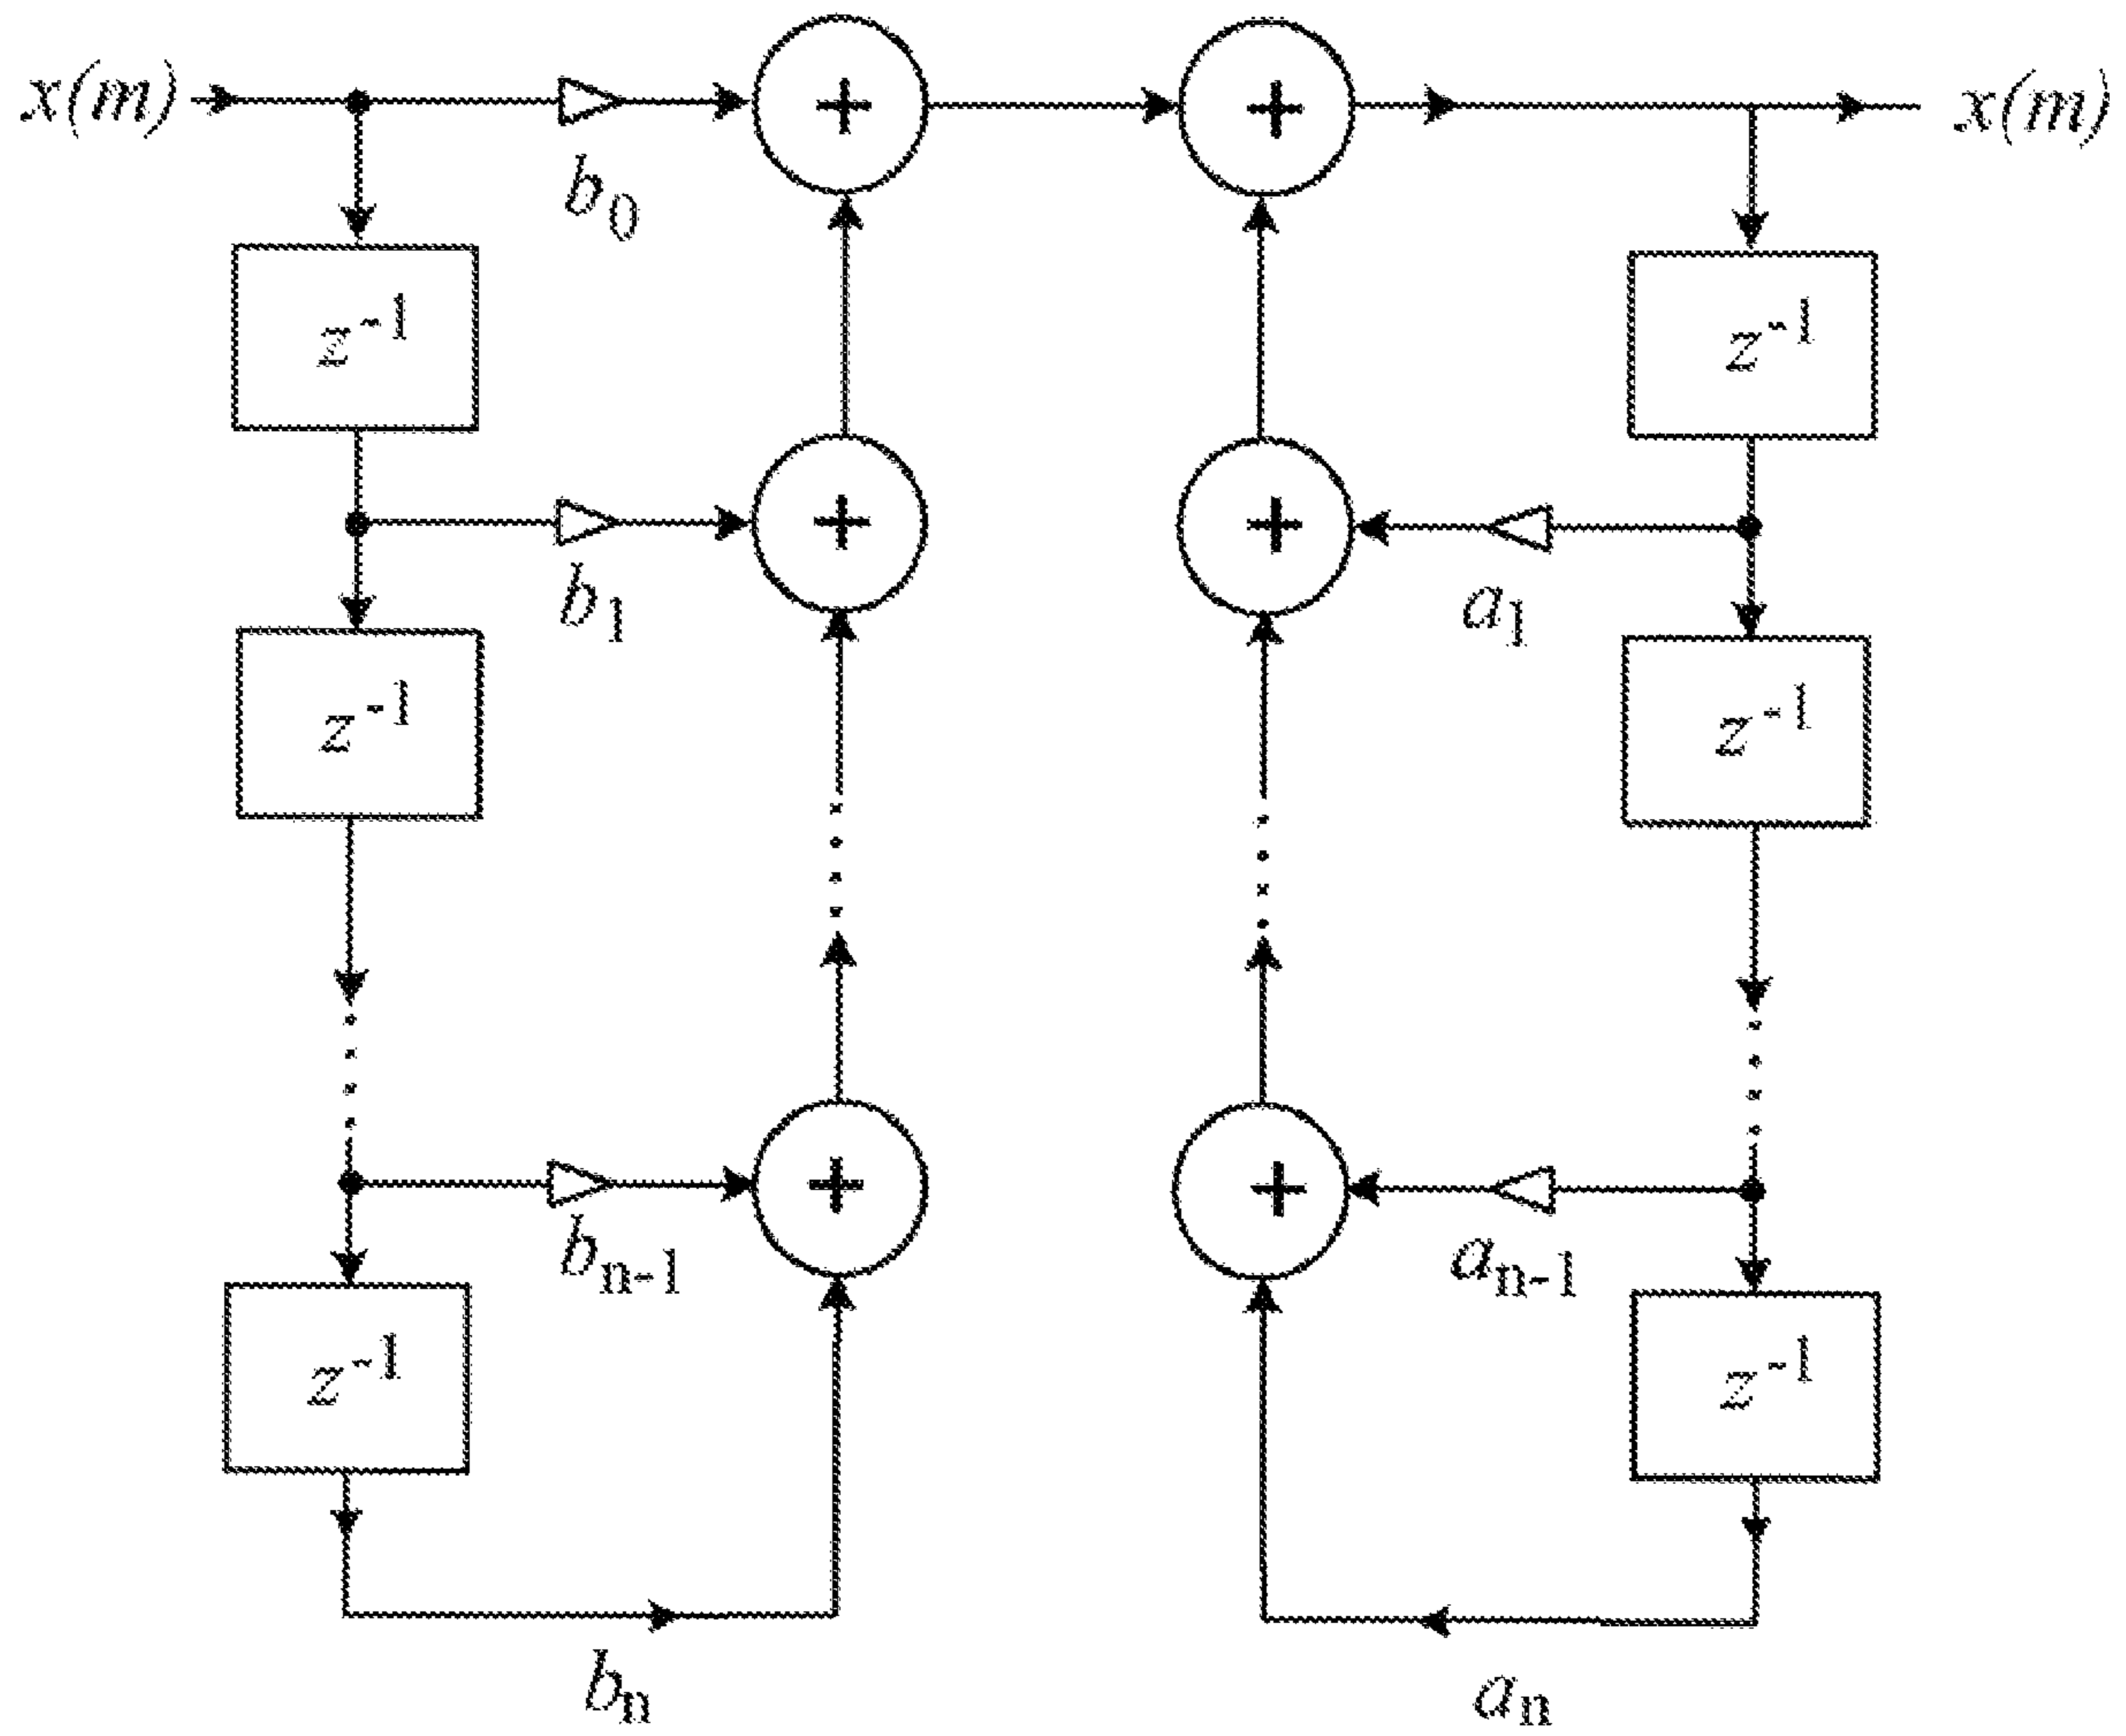 x(m) + + x(m)
b₀
z⁻¹ z⁻¹
+ +
b₁ a₁
z⁻¹ z⁻¹
+ +
bₙ₋₁ aₙ₋₁
z⁻¹ z⁻¹
bₙ aₙ